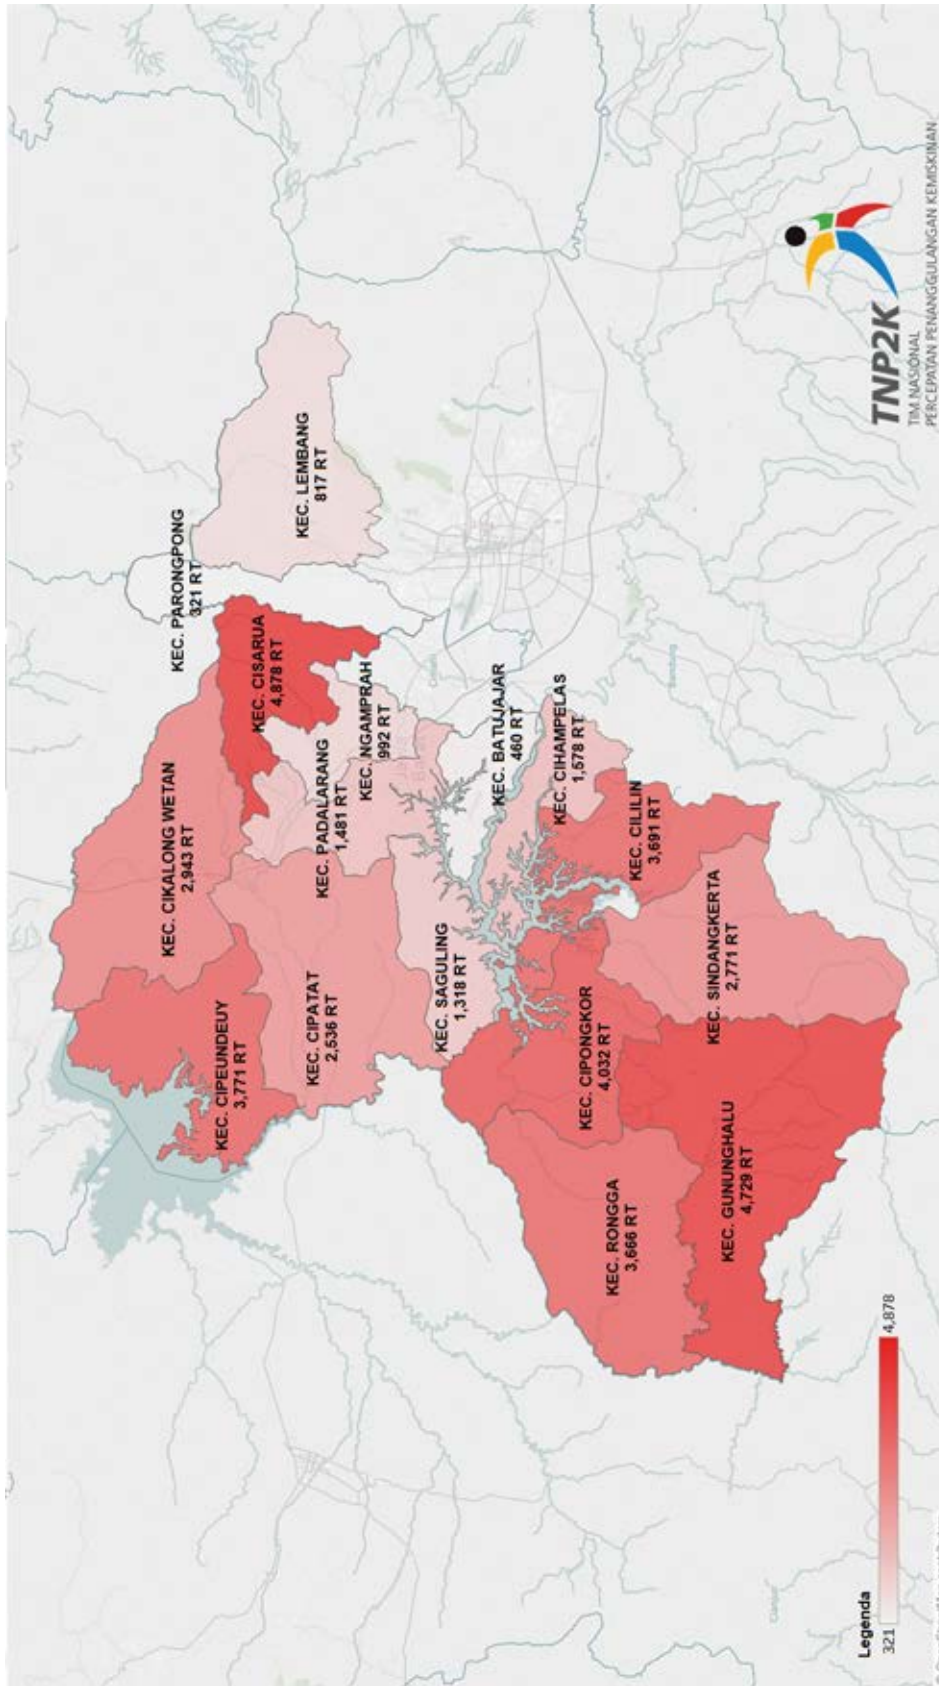 KEC. PARONGPONG
321 RT
KEC. LEMBANG
817 RT
KEC. CISARUA
4,878 RT
KEC. CIKALONG WETAN
2,943 RT
KEC. NGAMPRAH
992 RT
KEC. PADALARANG
1,481 RT
KEC. CIPEUNDEUY
3,771 RT
KEC. CIPATAT
2,536 RT
KEC. SAGULING
1,318 RT
KEC. BATUJAJAR
460 RT
KEC. CIHAMPELAS
1,578 RT
KEC. CILILIN
3,691 RT
KEC. CIPONGKOR
4,032 RT
KEC. SINDANGKERTA
2,771 RT
KEC. RONGGA
3,666 RT
KEC. GUNUNGHALU
4,729 RT
Legenda
321
4,878
TNP2K
TIM NASIONAL
PERCEPATAN PENANGGULANGAN KEMISKINAN